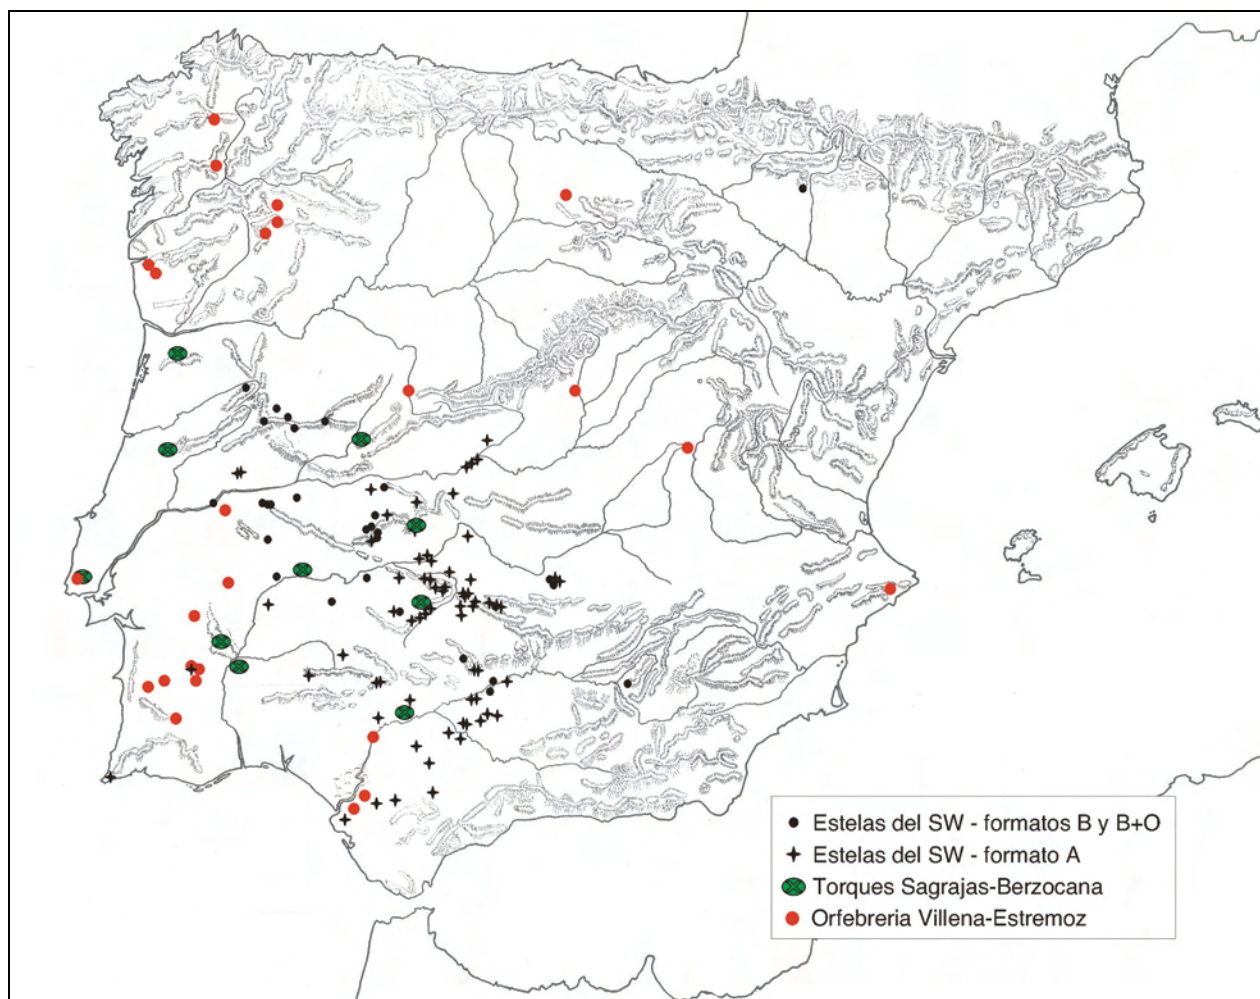 Estelas del SW - formatos B y B+O
Estelas del SW - formato A
Torques Sagrajas-Berzocana
Orfebreria Villena-Estremoz